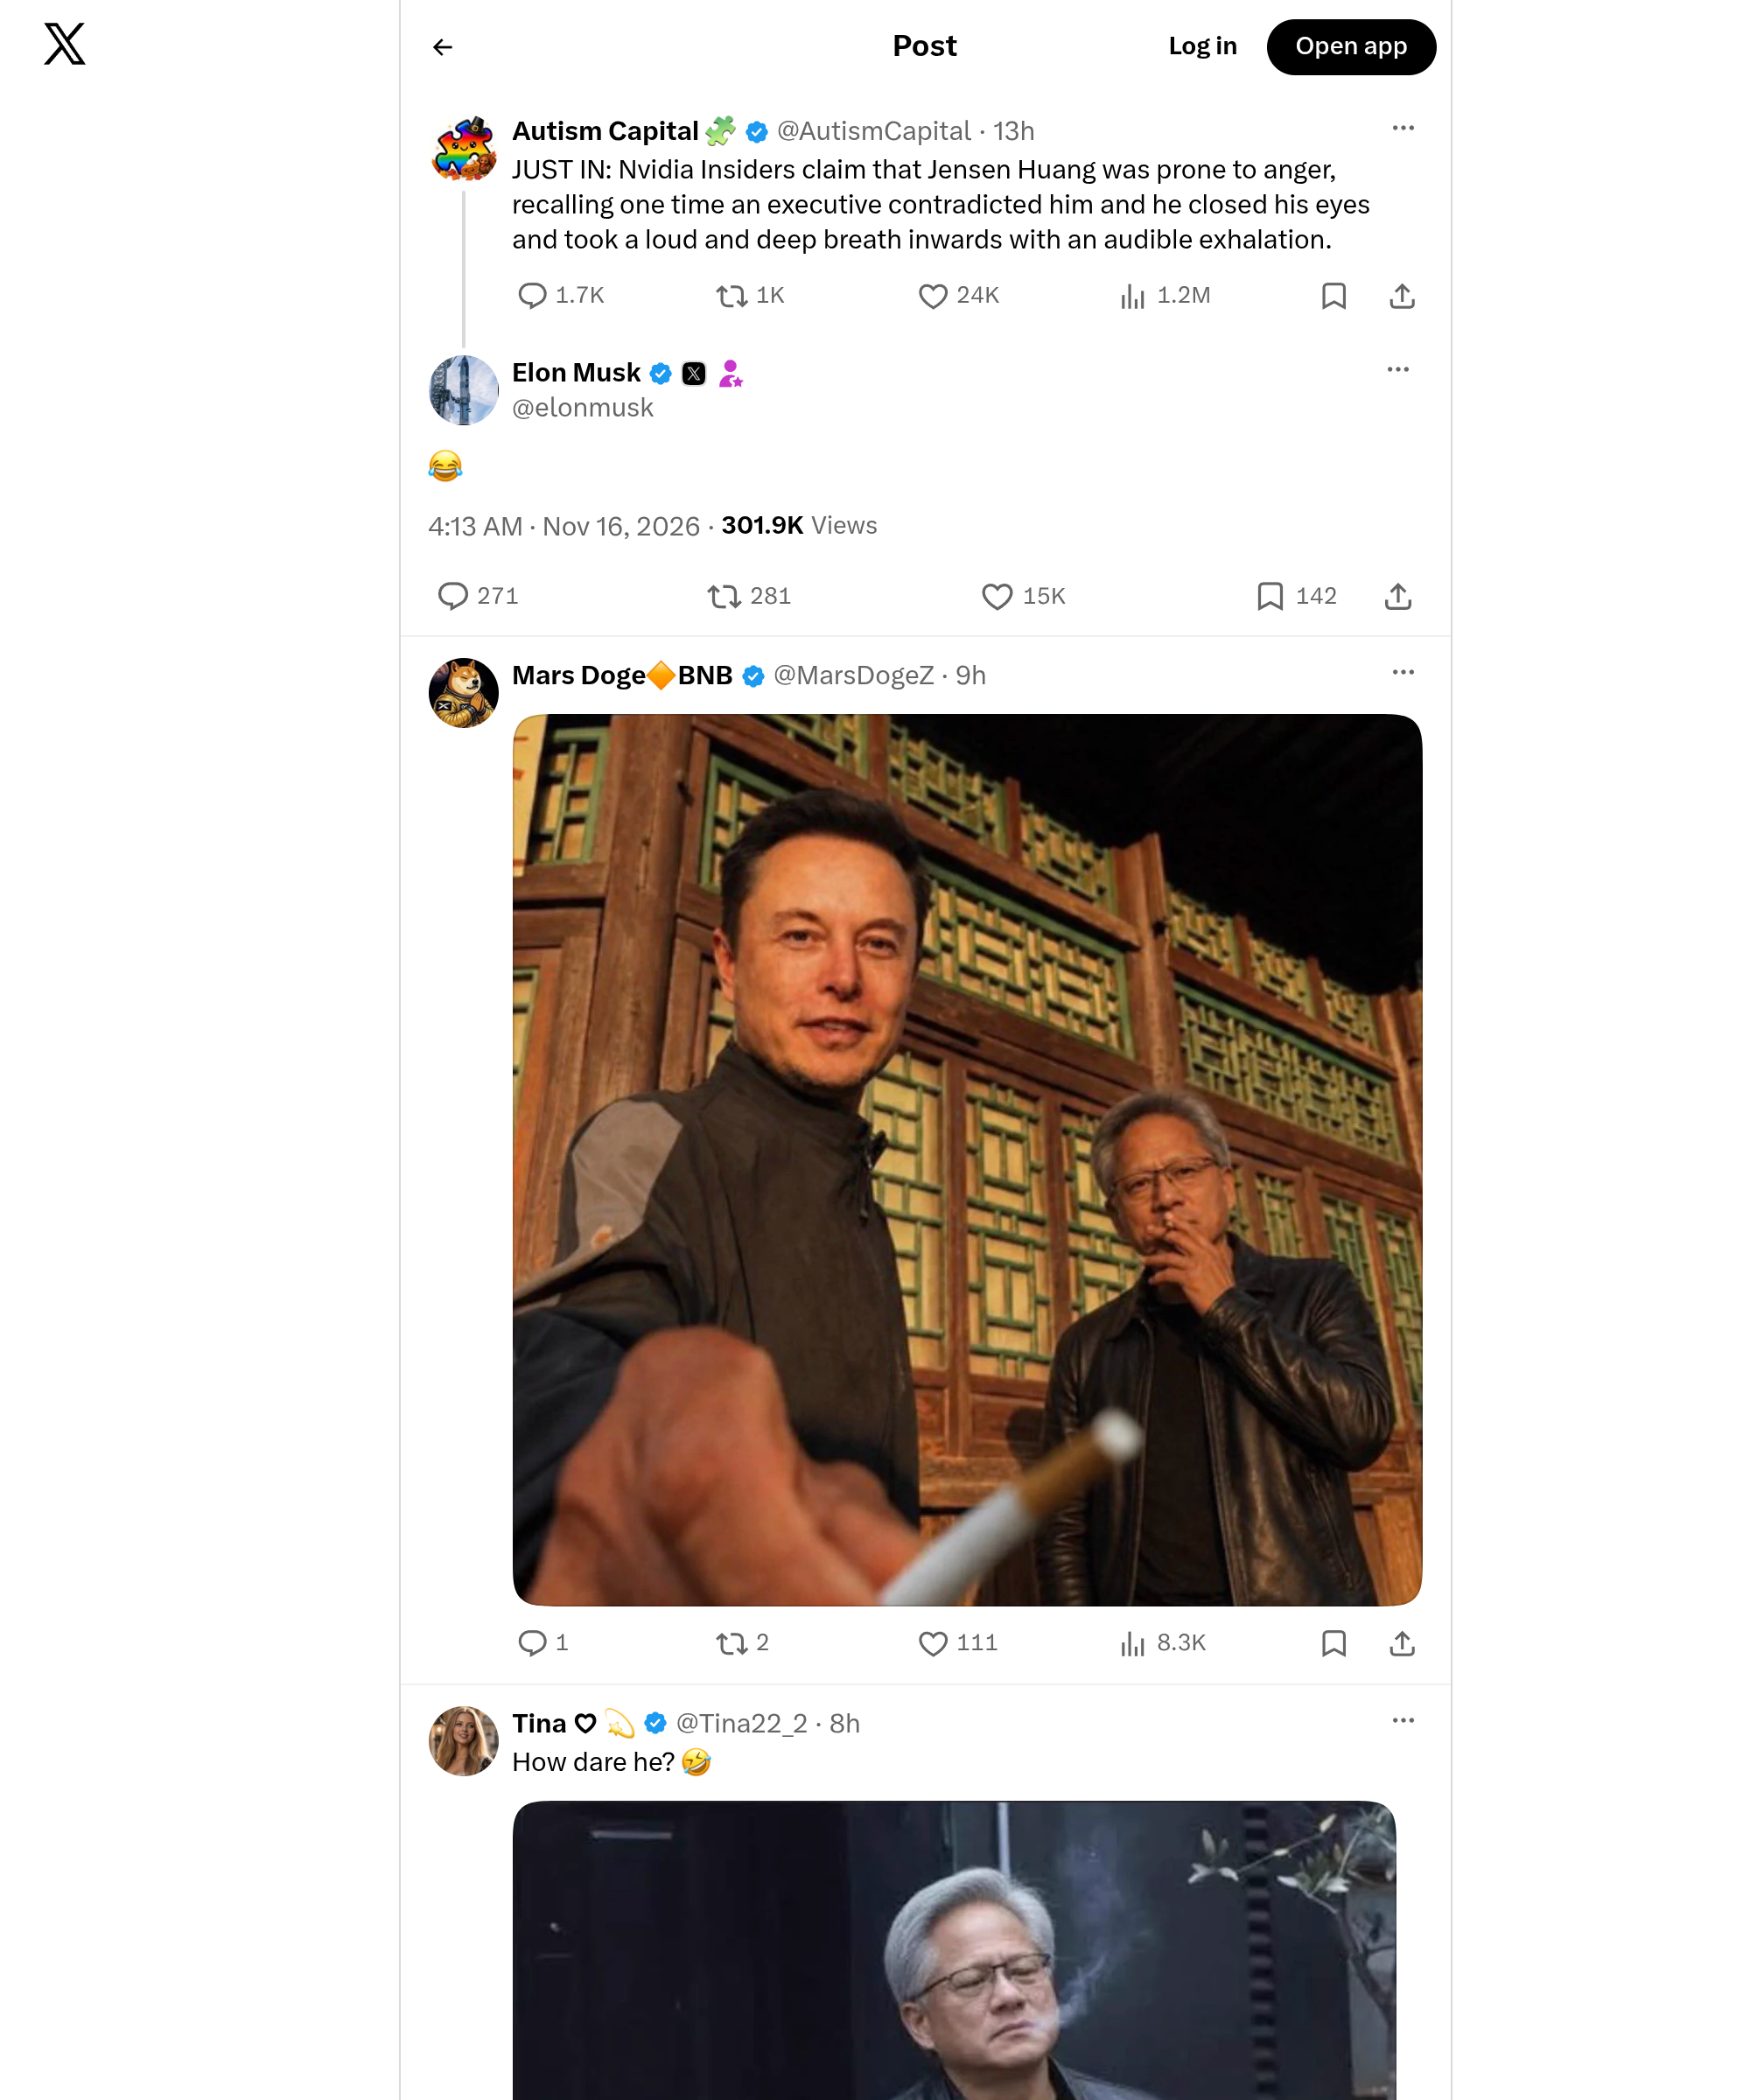 Post
Log in
Open app
Autism Capital 🧩 @AutismCapital · 13h
JUST IN: Nvidia Insiders claim that Jensen Huang was prone to anger,
recalling one time an executive contradicted him and he closed his eyes
and took a loud and deep breath inwards with an audible exhalation.
1.7K 1K 24K 1.2M
Elon Musk
@elonmusk
😂
4:13 AM · Nov 16, 2026 · 301.9K Views
271 281 15K 142
Mars Doge🔶BNB @MarsDogeZ · 9h
1 2 111 8.3K
Tina ♡ 💫 @Tina22_2 · 8h
How dare he? 🤣